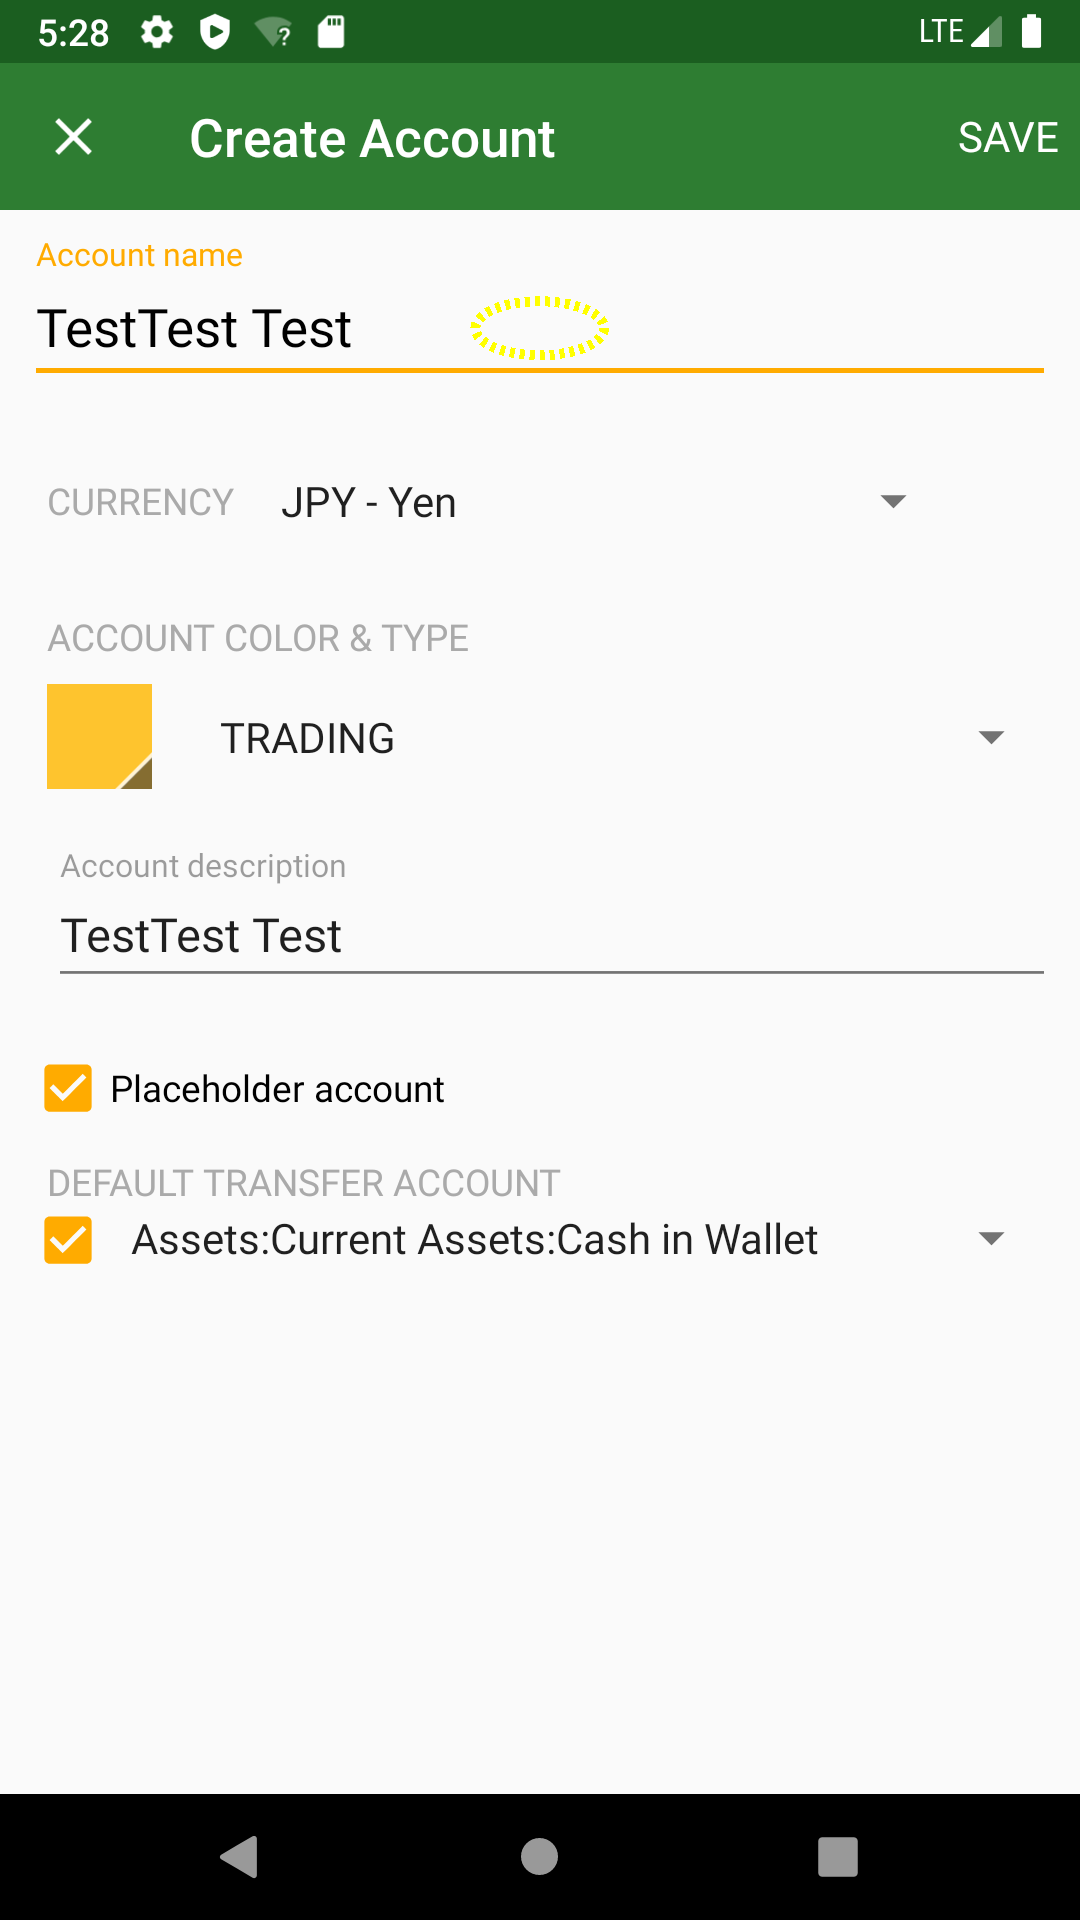 5:28
LTE
Create Account
SAVE
Account name
TestTest Test
CURRENCY
JPY - Yen
ACCOUNT COLOR & TYPE
TRADING
Account description
TestTest Test
Placeholder account
DEFAULT TRANSFER ACCOUNT
Assets:Current Assets:Cash in Wallet